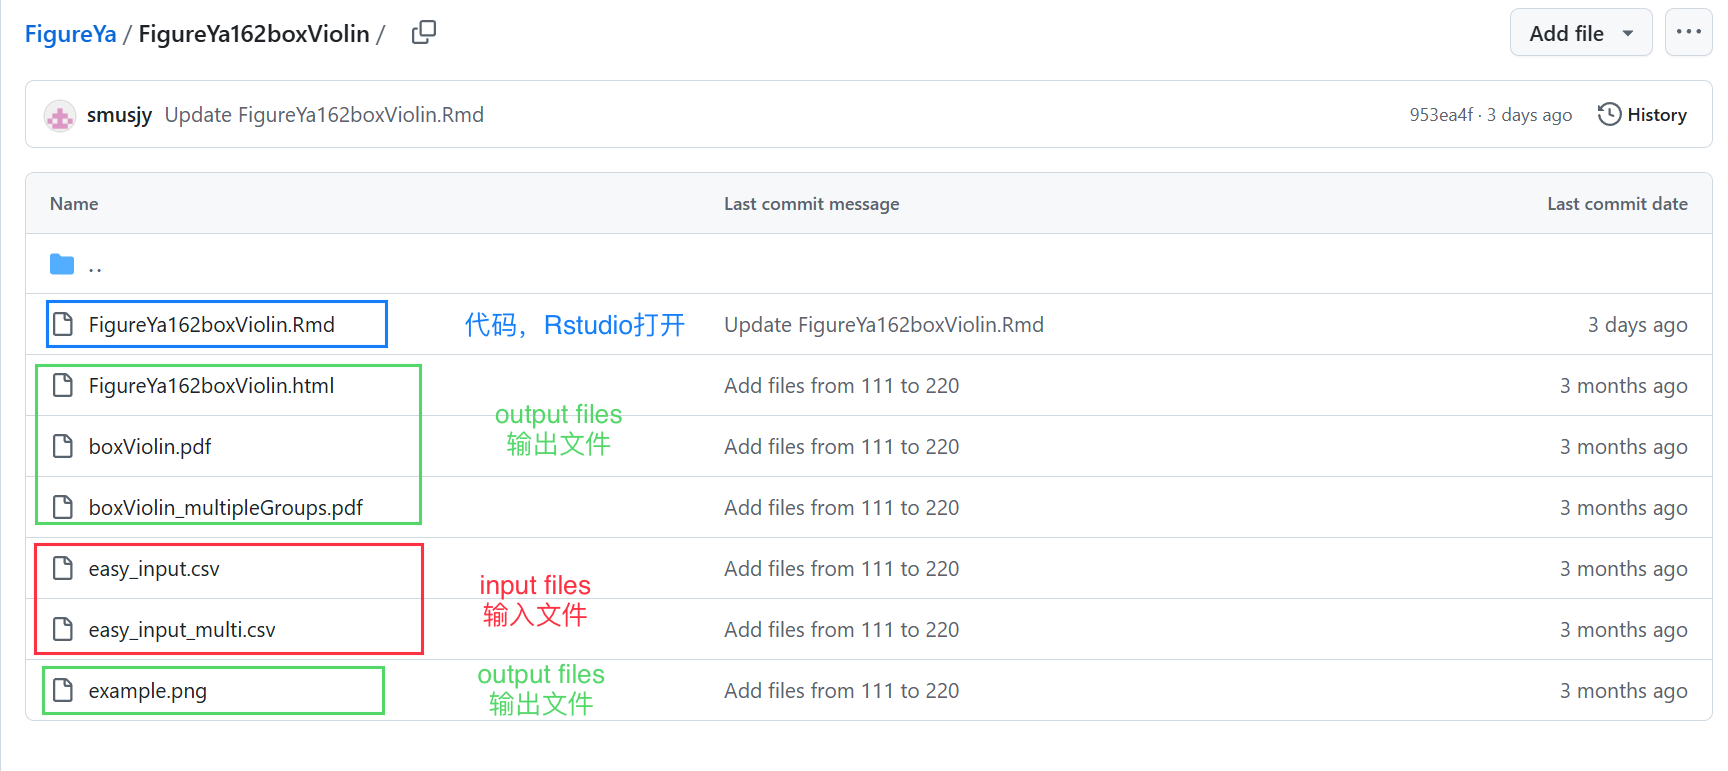 FigureYa / FigureYa162boxViolin /
Add file
smusjy Update FigureYa162boxViolin.Rmd
953ea4f · 3 days ago
History
Name Last commit message Last commit date
..
FigureYa162boxViolin.Rmd 代码，Rstudio打开 Update FigureYa162boxViolin.Rmd 3 days ago
FigureYa162boxViolin.html Add files from 111 to 220 3 months ago
output files
输出文件
boxViolin.pdf Add files from 111 to 220 3 months ago
boxViolin_multipleGroups.pdf Add files from 111 to 220 3 months ago
easy_input.csv Add files from 111 to 220 3 months ago
input files
输入文件
easy_input_multi.csv Add files from 111 to 220 3 months ago
output files
输出文件
example.png Add files from 111 to 220 3 months ago